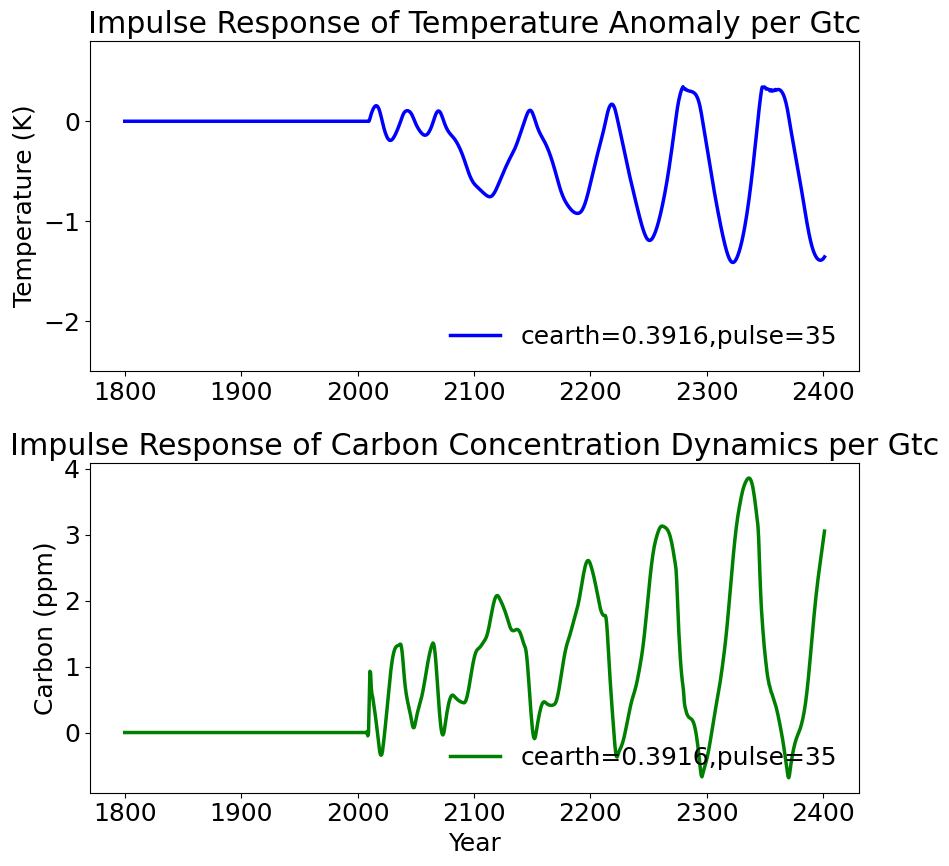 Impulse Response of Temperature Anomaly per Gtc
Temperature (K)
0
−1
−2
cearth=0.3916,pulse=35
1800 1900 2000 2100 2200 2300 2400
Impulse Response of Carbon Concentration Dynamics per Gtc
Carbon (ppm)
4
3
2
1
0
cearth=0.3916,pulse=35
1800 1900 2000 2100 2200 2300 2400
Year